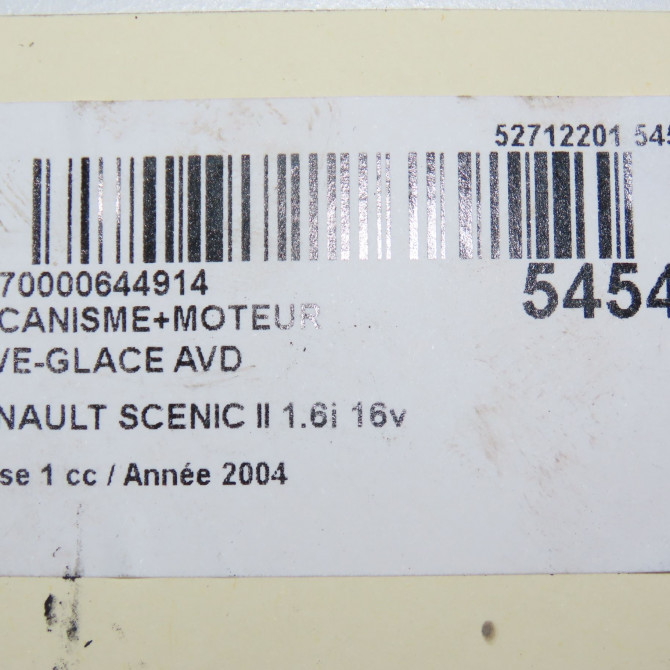 52712201 545
70000644914
5454
CANISME+MOTEUR
VE-GLACE AVD
NAULT SCENIC II 1.6i 16v
se 1 cc / Année 2004